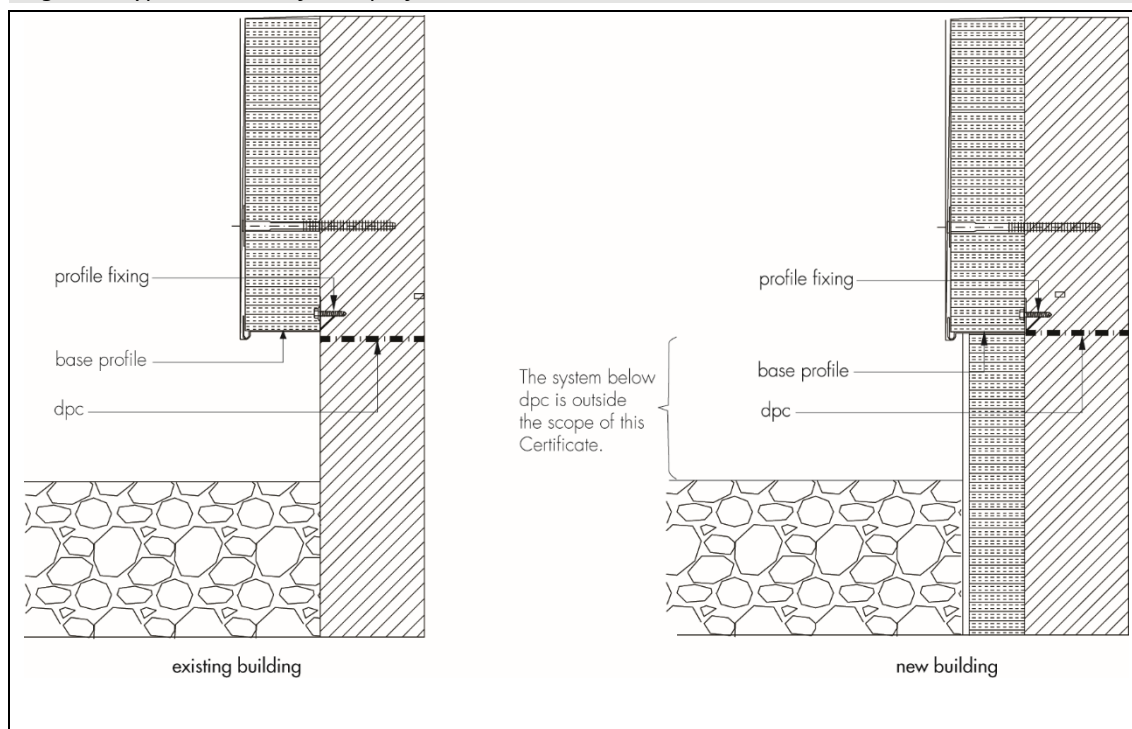 profile fixing
base profile
dpc
existing building
The system below
dpc is outside
the scope of this
Certificate.
profile fixing
base profile
dpc
new building